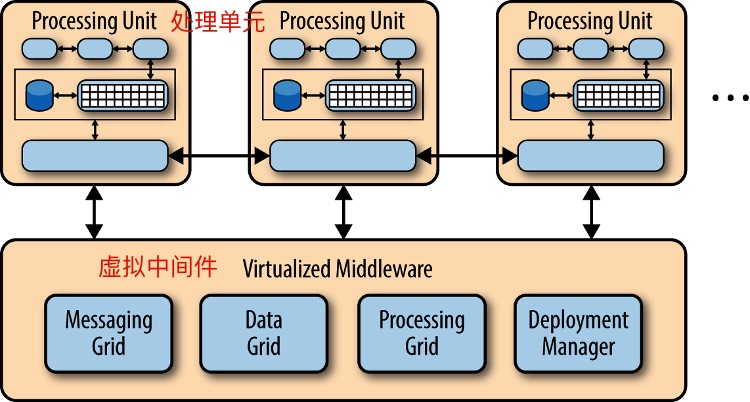 Processing Unit
处理单元
Processing Unit
Processing Unit
...
虚拟中间件
Virtualized Middleware
Messaging
Grid
Data
Grid
Processing
Grid
Deployment
Manager